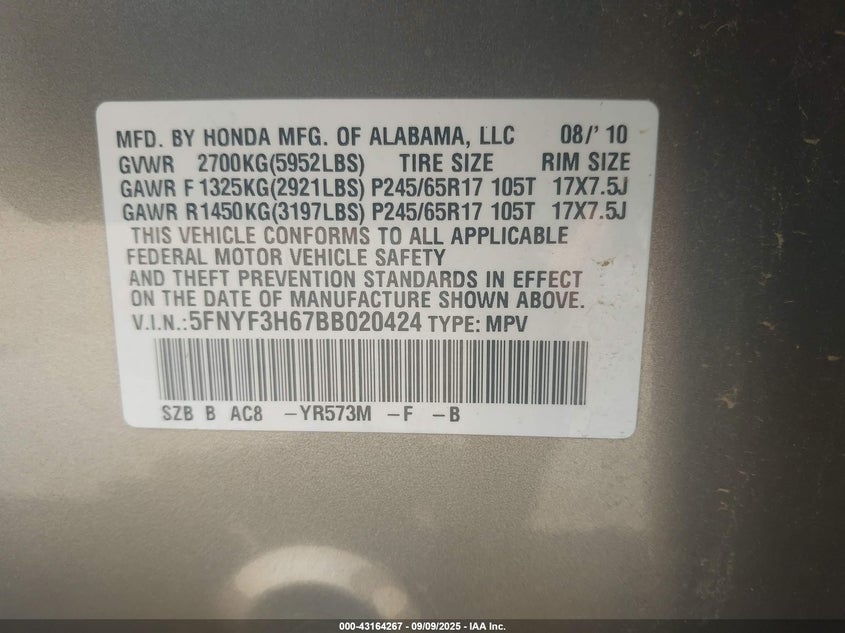 MFD. BY HONDA MFG. OF ALABAMA, LLC 08/' 10
GVWR 2700KG(5952LBS) TIRE SIZE RIM SIZE
GAWR F 1325KG(2921LBS) P245/65R17 105T 17X7.5J
GAWR R1450KG(3197LBS) P245/65R17 105T 17X7.5J
THIS VEHICLE CONFORMS TO ALL APPLICABLE
FEDERAL MOTOR VEHICLE SAFETY
AND THEFT PREVENTION STANDARDS IN EFFECT
ON THE DATE OF MANUFACTURE SHOWN ABOVE.
V.I.N.:5FNYF3H67BB020424 TYPE: MPV
SZB B AC8 -YR573M -F -B
000-43164267 - 09/09/2025 - IAA Inc.